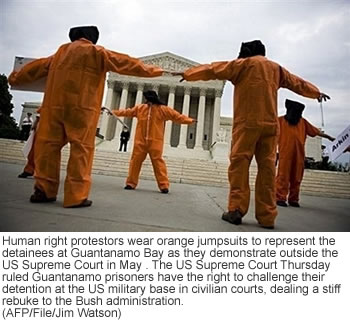 Human right protestors wear orange jumpsuits to represent the
detainees at Guantanamo Bay as they demonstrate outside the
US Supreme Court in May . The US Supreme Court Thursday
ruled Guantanamo prisoners have the right to challenge their
detention at the US military base in civilian courts, dealing a stiff
rebuke to the Bush administration.
(AFP/File/Jim Watson)